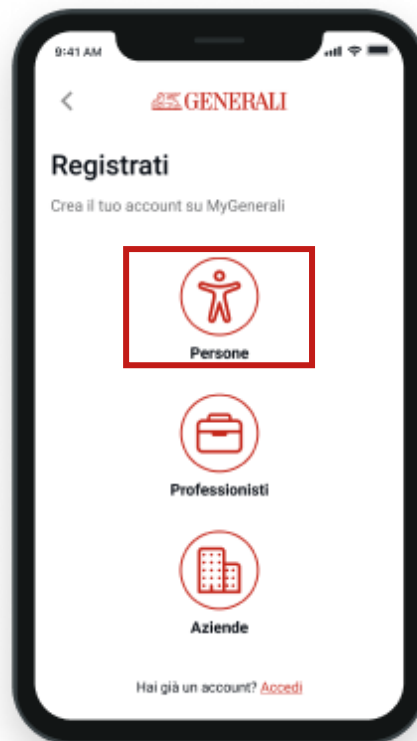 9:41 AM
GENERALI
Registrati
Crea il tuo account su MyGenerali
Persone
Professionisti
Aziende
Hai già un account? Accedi